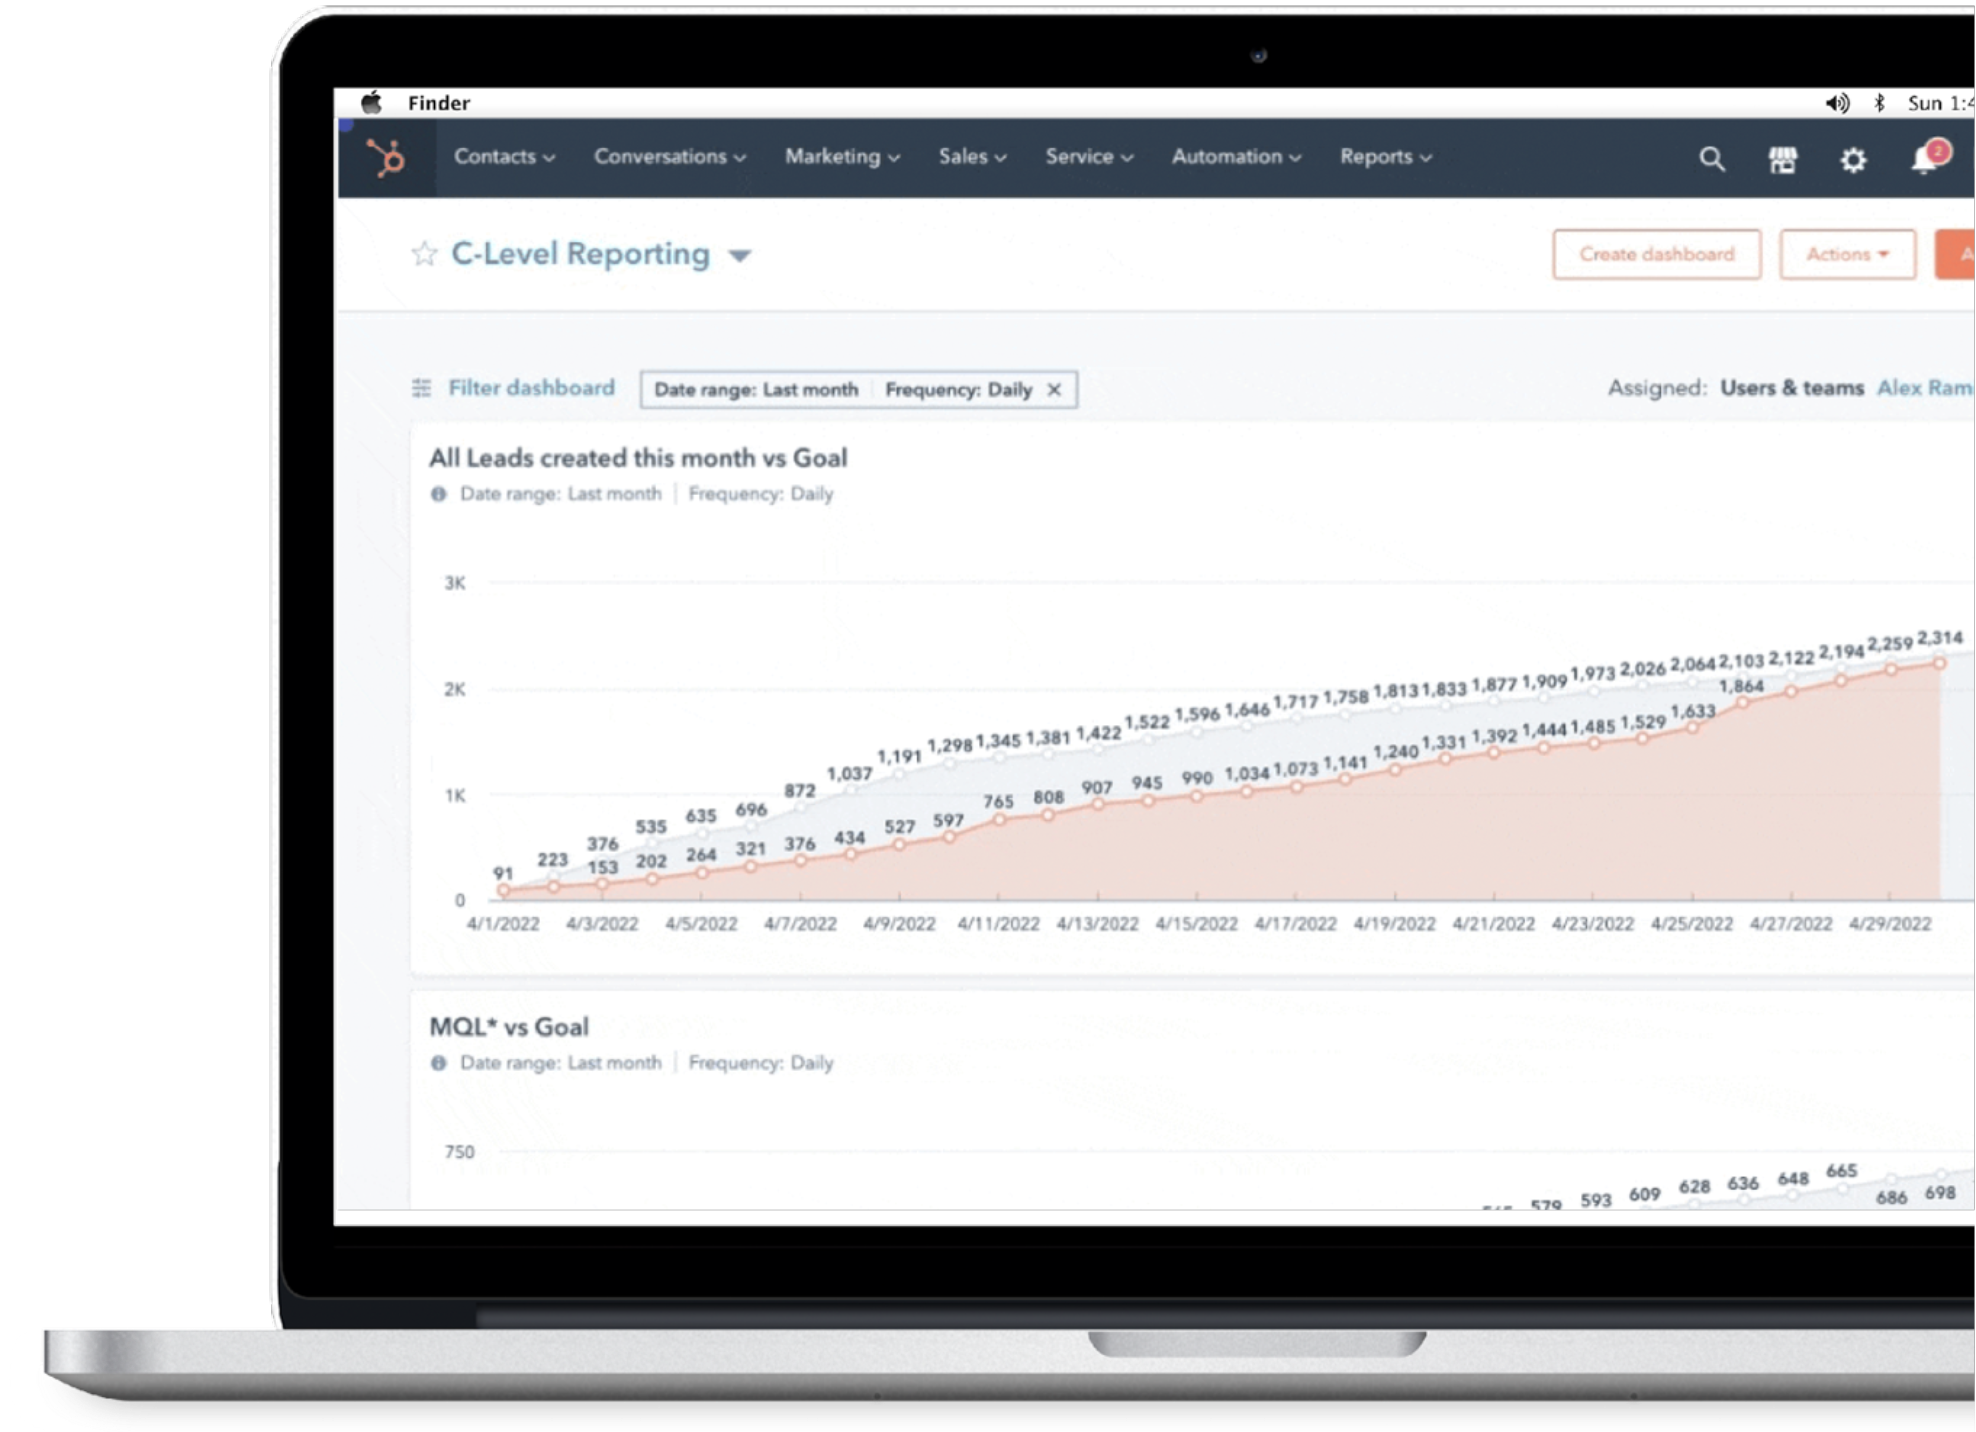 Finder
Sun 1:4
Contacts Conversations Marketing Sales Service Automation Reports
2
C-Level Reporting
Create dashboard Actions A
Filter dashboard Date range: Last month Frequency: Daily
Assigned: Users & teams Alex Ram
All Leads created this month vs Goal
Date range: Last month Frequency: Daily
3K
2K
1K
0
91 223 376 535 635 696 872 1,037 1,191 1,298 1,345 1,381 1,422 1,522 1,596 1,646 1,717 1,758 1,813 1,833 1,877 1,909 1,973 2,026 2,064 2,103 2,122 2,194 2,259 2,314
153 202 264 321 376 434 527 597 765 808 907 945 990 1,034 1,073 1,141 1,240 1,331 1,392 1,444 1,485 1,529 1,633 1,864
4/1/2022 4/3/2022 4/5/2022 4/7/2022 4/9/2022 4/11/2022 4/13/2022 4/15/2022 4/17/2022 4/19/2022 4/21/2022 4/23/2022 4/25/2022 4/27/2022 4/29/2022
MQL* vs Goal
Date range: Last month Frequency: Daily
750
579 593 609 628 636 648 665 686 698